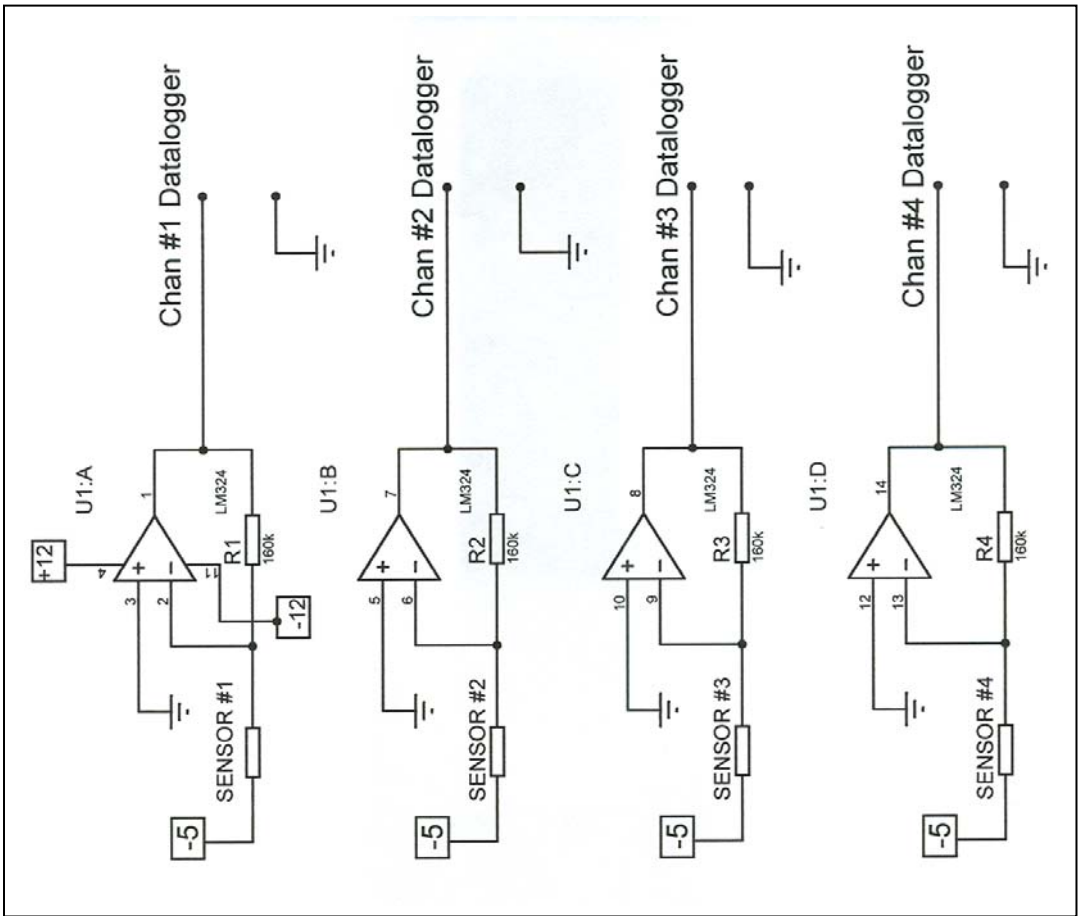 Chan #1 Datalogger
U1:A
+12
4
3
2
11
1
LM324
R1
160k
-12
SENSOR #1
-5
Chan #2 Datalogger
U1:B
5
6
7
LM324
R2
160k
SENSOR #2
-5
Chan #3 Datalogger
U1:C
10
9
8
LM324
R3
160k
SENSOR #3
-5
Chan #4 Datalogger
U1:D
12
13
14
LM324
R4
160k
SENSOR #4
-5